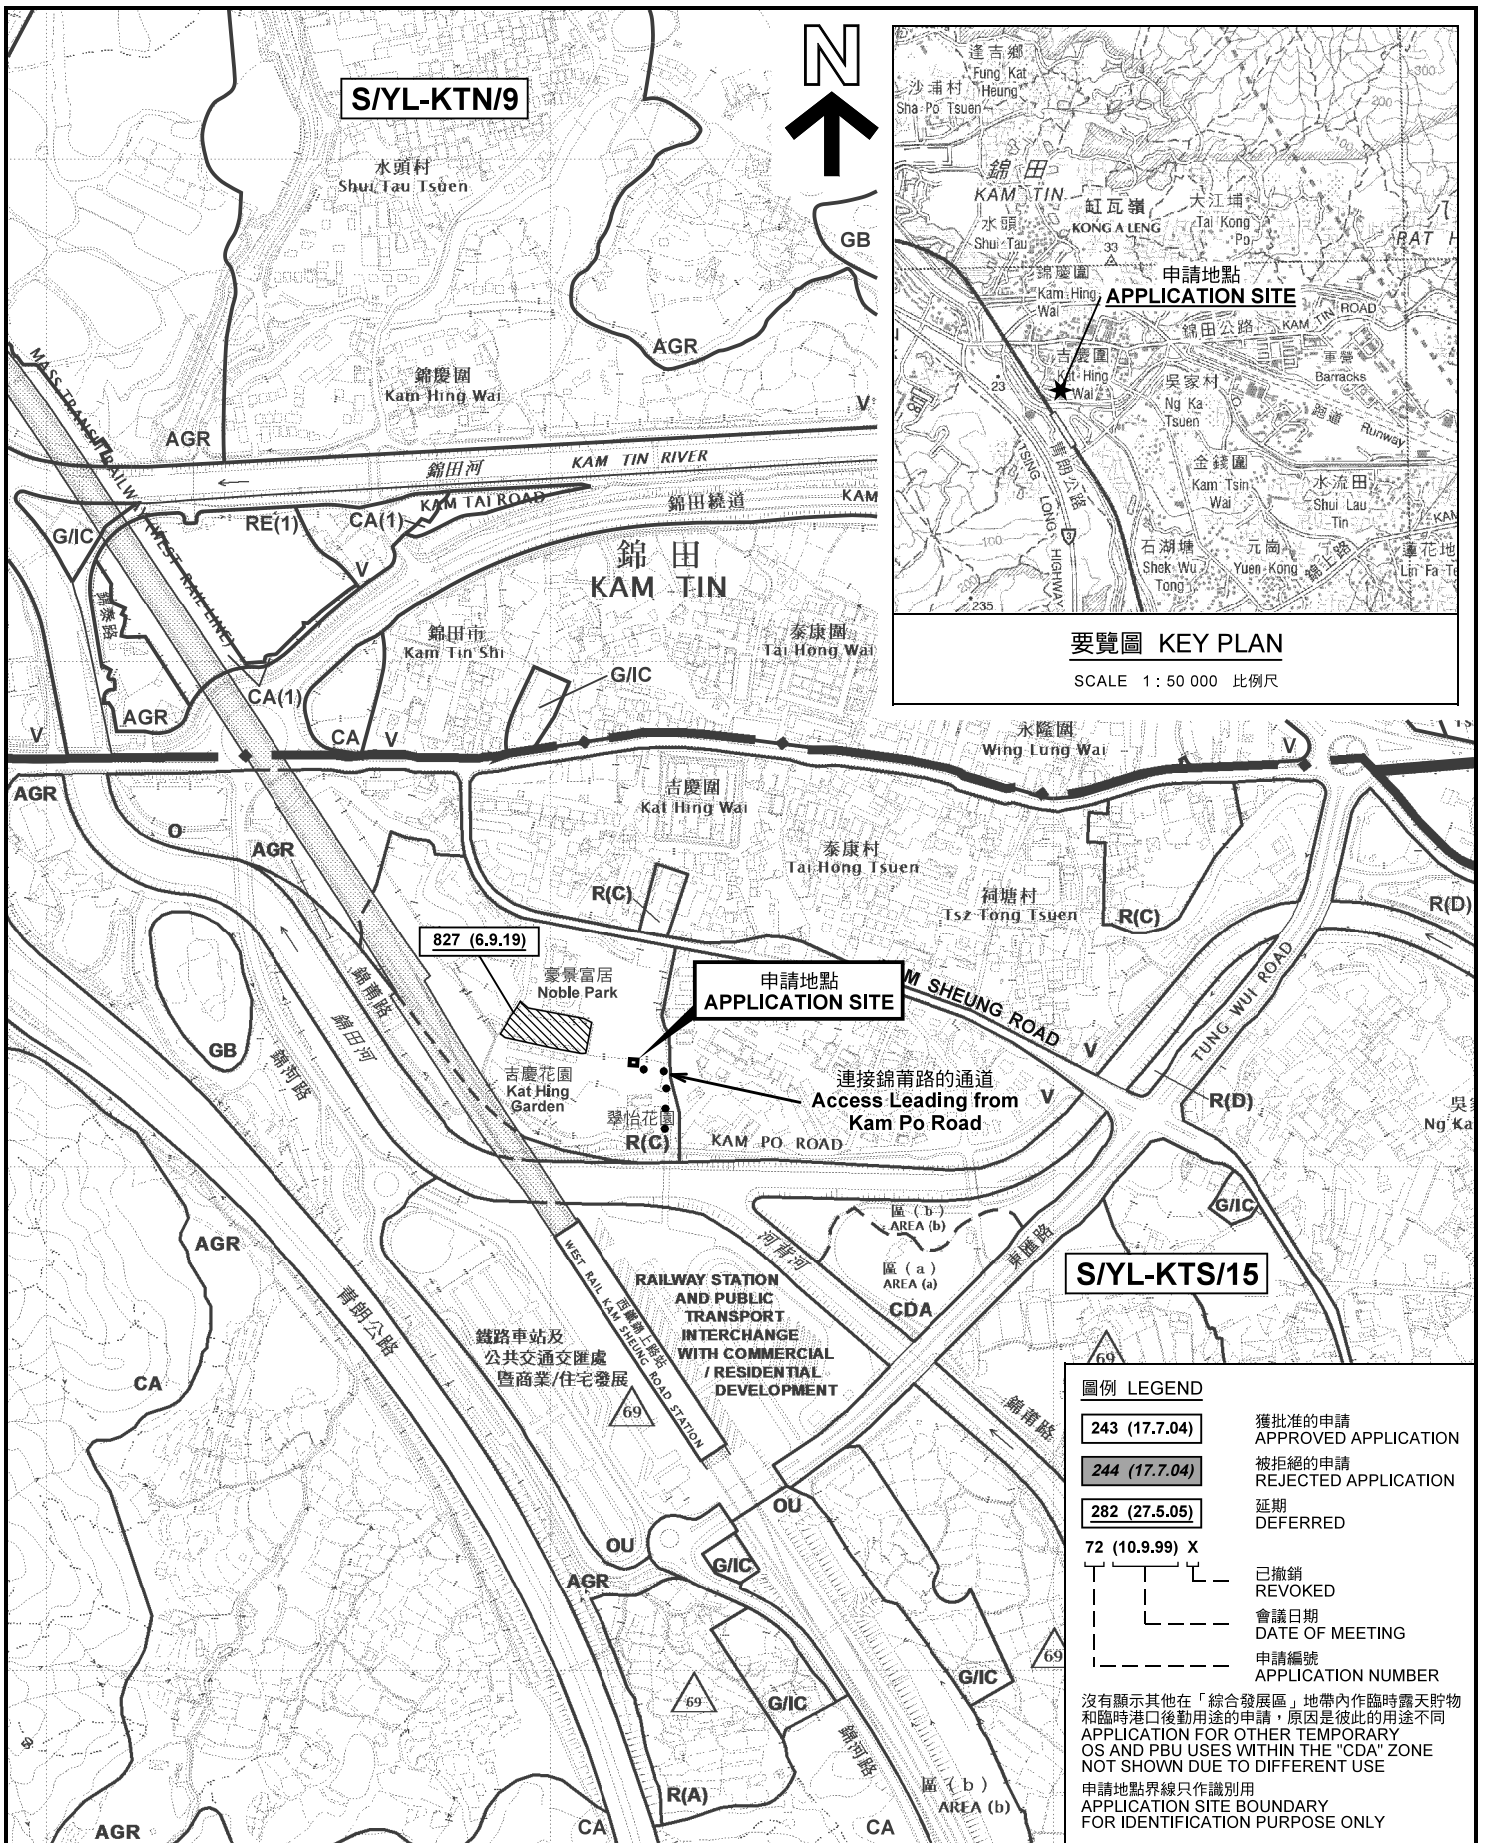 S/YL-KTN/9
N
水頭村
Shui Tau Tsuen
GB
AGR
錦慶圍
Kam Hing Wai
V
AGR
MASS TRANSIT RAILWAY (WEST RAIL LINE)
錦田河
KAM TIN RIVER
KAM TAI ROAD
錦田繞道
KAM
G/IC
RE(1)
CA(1)
V
錦田
KAM TIN
錦泰路
錦田市
Kam Tin Shi
泰康圍
Tai Hong Wai
G/IC
CA(1)
AGR
V
CA
V
逢吉鄉
Fung Kat
Heung
沙埔村
Sha Po Tsuen
300
200
錦田
KAM TIN
缸瓦嶺
KONG A LENG
33
大江埔
Tai Kong
Po
八
PAT H
水頭
Shui Tau
錦慶圍
Kam Hing
Wai
申請地點
APPLICATION SITE
錦田公路
KAM TIN ROAD
吉慶圍
Kat Hing
Wai
23
軍營
Barracks
吳家村
Ng Ka
Tsuen
跑道
Runway
TSING LONG HIGHWAY
青朗公路
3
金錢圍
Kam Tsin
Wai
水流田
Shui Lau
Tin
KAM
100
石湖塘
Shek Wu
Tong
元崗
Yuen Kong
錦上路
蓮花地
Lin Fa Te
235
要覽圖 KEY PLAN
SCALE 1 : 50 000 比例尺
永隆圍
Wing Lung Wai
V
AGR
O
AGR
吉慶圍
Kat Hing Wai
泰康村
Tai Hong Tsuen
祠塘村
Tsz Tong Tsuen
R(C)
R(C)
R(D)
827 (6.9.19)
豪景富居
Noble Park
申請地點
APPLICATION SITE
M SHEUNG ROAD
TUNG WUI ROAD
錦莆路
錦田河
GB
錦河路
吉慶花園
Kat Hing
Garden
翠怡花園
R(C)
連接錦莆路的通道
Access Leading from
Kam Po Road
V
V
R(D)
KAM PO ROAD
吳家
Ng Ka
G/IC
AGR
區 ( b )
AREA (b)
河背河
區 ( a )
AREA (a)
CDA
東匯路
S/YL-KTS/15
WEST RAIL KAM SHEUNG ROAD STATION
西鐵錦上路站
RAILWAY STATION
AND PUBLIC
TRANSPORT
INTERCHANGE
WITH COMMERCIAL
/ RESIDENTIAL
DEVELOPMENT
鐵路車站及
公共交通交匯處
暨商業/住宅發展
69
青朗公路
CA
69
錦莆路
OU
OU
G/IC
AGR
69
G/IC
G/IC
69
錦河路
R(A)
區 ( b )
AREA (b)
AGR
CA
CA
圖例 LEGEND
243 (17.7.04)
獲批准的申請
APPROVED APPLICATION
244 (17.7.04)
被拒絕的申請
REJECTED APPLICATION
282 (27.5.05)
延期
DEFERRED
72 (10.9.99) X
已撤銷
REVOKED
會議日期
DATE OF MEETING
申請編號
APPLICATION NUMBER
沒有顯示其他在「綜合發展區」地帶內作臨時露天貯物
和臨時港口後勤用途的申請，原因是彼此的用途不同
APPLICATION FOR OTHER TEMPORARY
OS AND PBU USES WITHIN THE "CDA" ZONE
NOT SHOWN DUE TO DIFFERENT USE
申請地點界線只作識別用
APPLICATION SITE BOUNDARY
FOR IDENTIFICATION PURPOSE ONLY